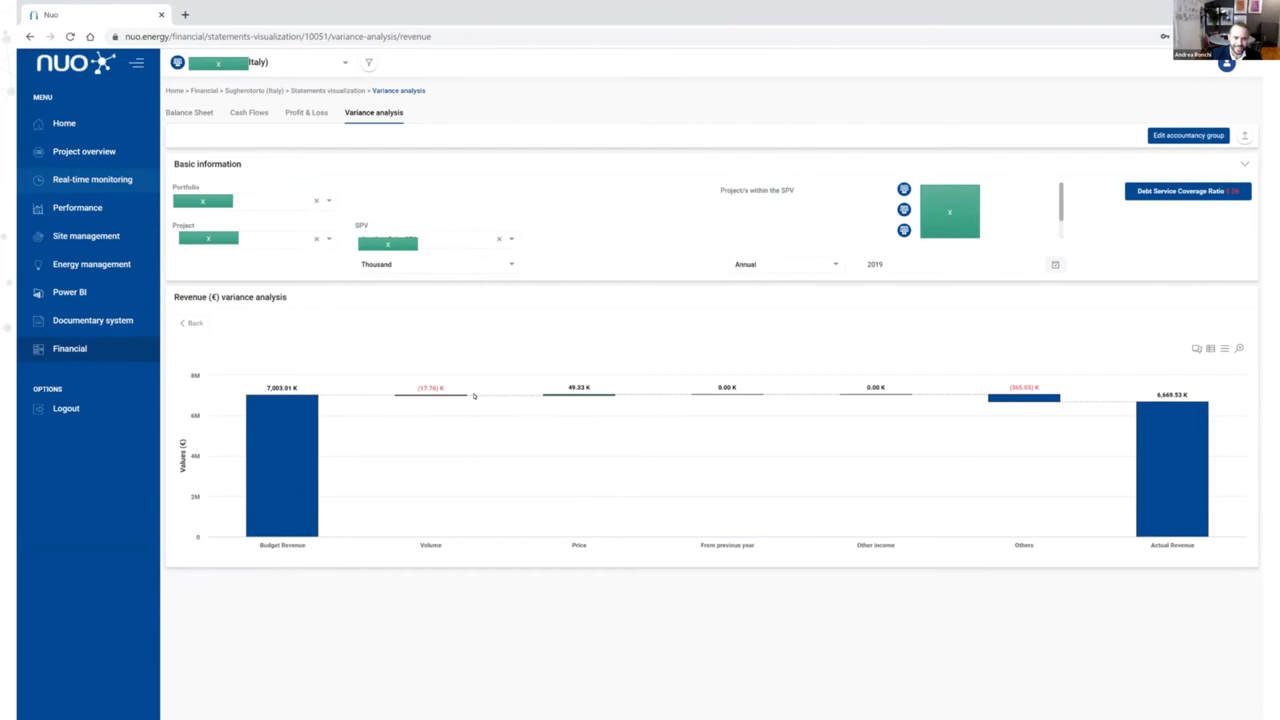 Nuo
nuo.energy/financial/statements-visualization/10051/variance-analysis/revenue
Andrea Ronchi
nuo
x
Italy)
MENU
Home
Project overview
Real-time monitoring
Performance
Site management
Energy management
Power BI
Documentary system
Financial
OPTIONS
Logout
Home > Financial > Sugherotorto (Italy) > Statements visualization > Variance analysis
Balance Sheet Cash Flows Profit & Loss Variance analysis
Edit accountancy group
Basic information
Portfolio
x
Project
x
SPV
x
Thousand
Project/s within the SPV
x
Debt Service Coverage Ratio
Annual
2019
Revenue (€) variance analysis
Back
8M
6M
4M
2M
0
Values (€)
7,003.01 K
(17.76) K
49.33 K
0.00 K
0.00 K
(365.05) K
6,669.53 K
Budget Revenue
Volume
Price
From previous year
Other income
Others
Actual Revenue